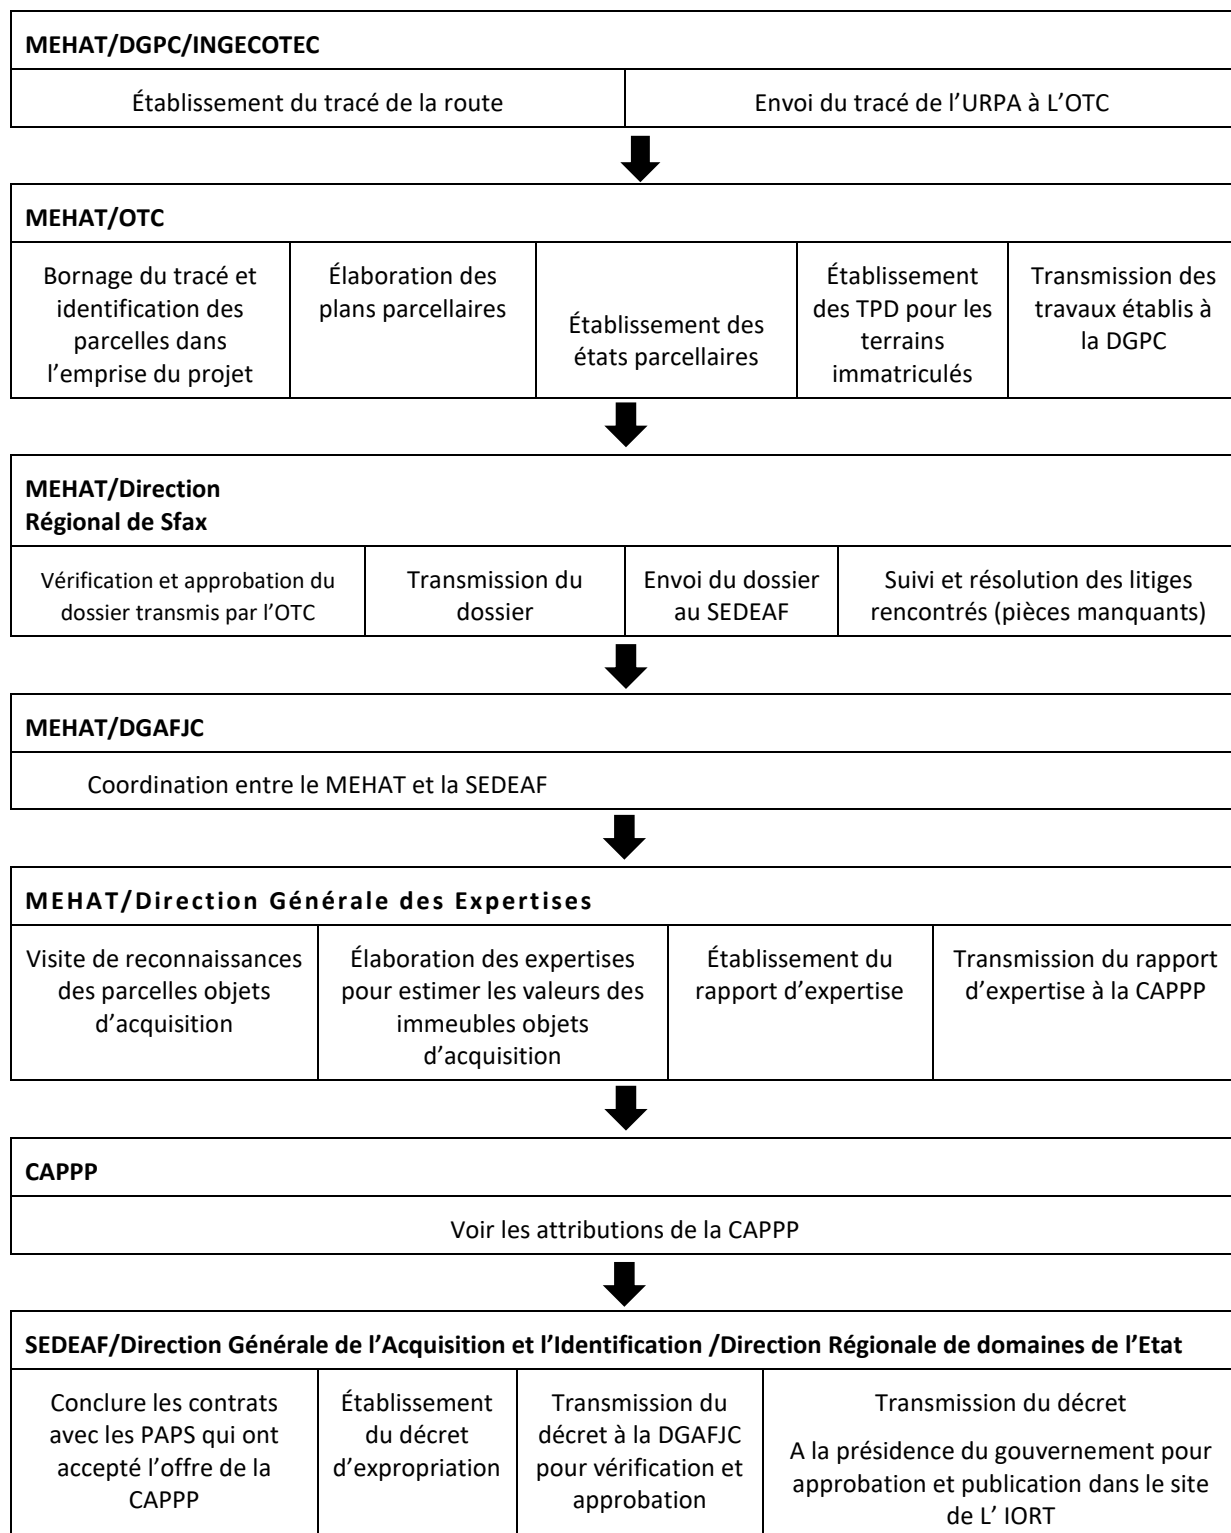 MEHAT/DGPC/INGECOTEC
Établissement du tracé de la route
Envoi du tracé de l’URPA à L’OTC
MEHAT/OTC
Bornage du tracé et
identification des
parcelles dans
l’emprise du projet
Élaboration des
plans parcellaires
Établissement des
états parcellaires
Établissement
des TPD pour les
terrains
immatriculés
Transmission des
travaux établis à
la DGPC
MEHAT/Direction
Régional de Sfax
Vérification et approbation du
dossier transmis par l’OTC
Transmission du
dossier
Envoi du dossier
au SEDEAF
Suivi et résolution des litiges
rencontrés (pièces manquants)
MEHAT/DGAFJC
Coordination entre le MEHAT et la SEDEAF
MEHAT/Direction Générale des Expertises
Visite de reconnaissances
des parcelles objets
d’acquisition
Élaboration des expertises
pour estimer les valeurs des
immeubles objets
d’acquisition
Établissement du
rapport d’expertise
Transmission du rapport
d’expertise à la CAPPP
CAPPP
Voir les attributions de la CAPPP
SEDEAF/Direction Générale de l’Acquisition et l’Identification /Direction Régionale de domaines de l’Etat
Conclure les contrats
avec les PAPS qui ont
accepté l’offre de la
CAPPP
Établissement
du décret
d’expropriation
Transmission du
décret à la DGAFJC
pour vérification et
approbation
Transmission du décret
A la présidence du gouvernement pour
approbation et publication dans le site
de L’ IORT